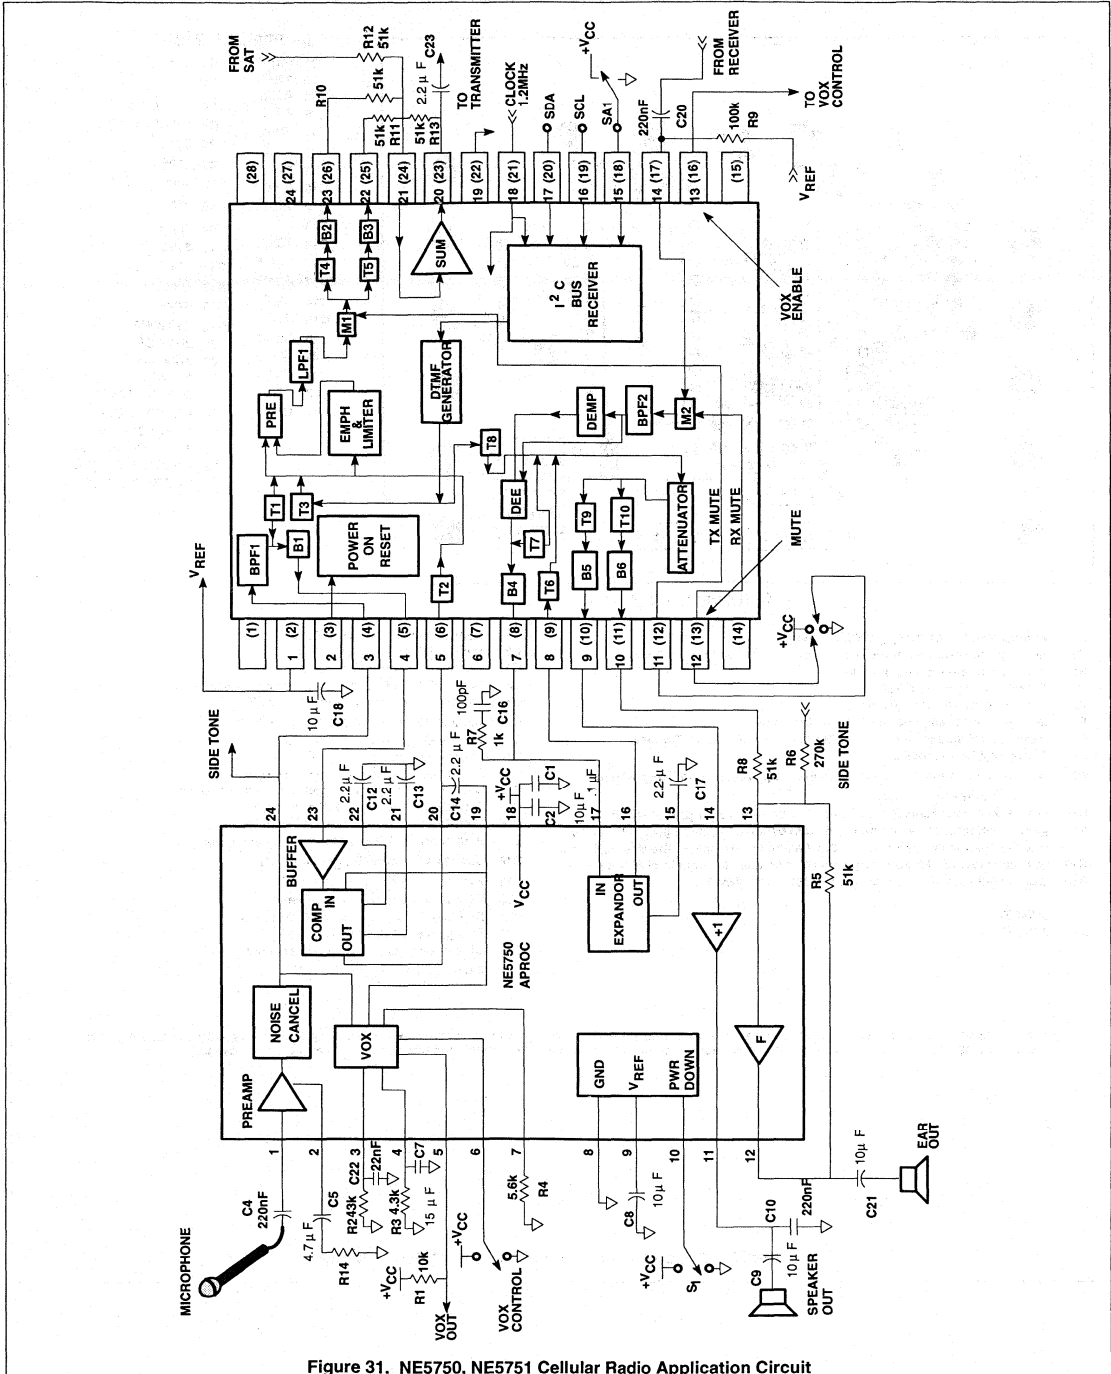 FROM SAT
R12
51k
R10
51k
51k
R11
51k
R13
2.2 μF
C23
TO TRANSMITTER
CLOCK 1.2MHz
SDA
SCL
SA1
+VCC
220nF
C20
FROM RECEIVER
100k
R9
VREF
TO VOX CONTROL
(28)
24 (27)
23 (26)
22 (25)
21 (24)
20 (23)
19 (22)
18 (21)
17 (20)
16 (19)
15 (18)
14 (17)
13 (16)
(15)
B2
B3
T4
T5
SUM
M1
LPF1
PRE
EMPH & LIMITER
I2C BUS RECEIVER
DTMF GENERATOR
VOX ENABLE
DEMP
BPF2
M2
T8
T1
T3
DEE
T9
T10
ATTENUATOR
TX MUTE
RX MUTE
BPF1
B1
POWER ON RESET
T7
T2
B4
T6
B5
B6
MUTE
VREF
(1)
1 (2)
2 (3)
3 (4)
4 (5)
5 (6)
6 (7)
7 (8)
8 (9)
9 (10)
10 (11)
11 (12)
12 (13)
(14)
+VCC
SIDE TONE
10 μF
C18
2.2 μF
C12
2.2 μF
C13
C14
2.2 μF
R7
1k
100pF
C16
+VCC
C1
C2
10μF
.1 μF
2.2 μF
C17
R8
51k
R6
270k
SIDE TONE
24
23
22
21
20
19
18
17
16
15
14
13
BUFFER
COMP
IN
OUT
VCC
IN
EXPANDOR
OUT
+1
R5
51k
NOISE CANCEL
NE5750
APROC
VOX
PREAMP
GND
VREF
PWR DOWN
F
1
2
3
4
5
6
7
8
9
10
11
12
MICROPHONE
C4
220nF
4.7 μF
C5
R14
R2
43k
C22
22nF
R3
4.3k
C7
15 μF
+VCC
R1
10k
VOX OUT
+VCC
VOX CONTROL
5.6k
R4
C8
10 μF
+VCC
S1
C9
10 μF
C10
220nF
SPEAKER OUT
10μF
C21
EAR OUT
Figure 31. NE5750, NE5751 Cellular Radio Application Circuit